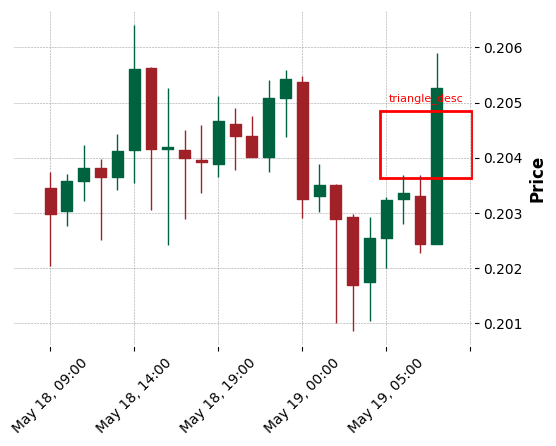 0.206
triangle_desc
0.205
0.204
0.203
0.202
0.201
Price
May 18, 09:00
May 18, 14:00
May 18, 19:00
May 19, 00:00
May 19, 05:00